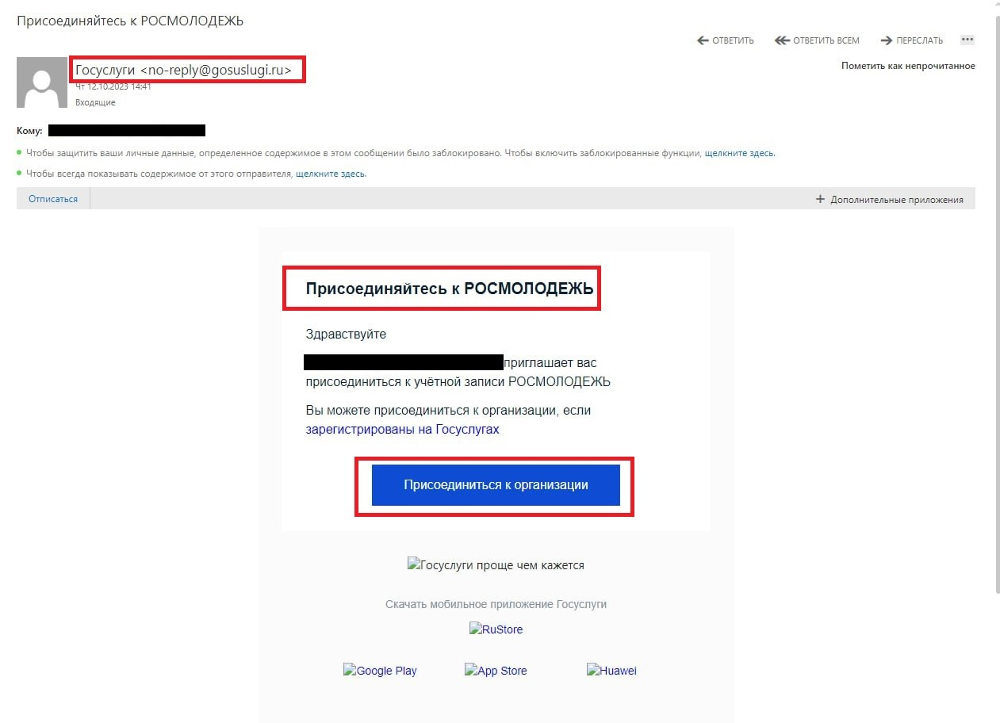 Присоединяйтесь к РОСМОЛОДЕЖЬ
ОТВЕТИТЬ ОТВЕТИТЬ ВСЕМ ПЕРЕСЛАТЬ
Госуслуги <no-reply@gosuslugi.ru>
Пометить как непрочитанное
Чт 12.10.2023 14:41
Входящие
Кому:
Чтобы защитить ваши личные данные, определенное содержимое в этом сообщении было заблокировано. Чтобы включить заблокированные функции, щелкните здесь.
Чтобы всегда показывать содержимое от этого отправителя, щелкните здесь.
Отписаться + Дополнительные приложения
Присоединяйтесь к РОСМОЛОДЕЖЬ
Здравствуйте
приглашает вас
присоединиться к учётной записи РОСМОЛОДЕЖЬ
Вы можете присоединиться к организации, если
зарегистрированы на Госуслугах
Присоединиться к организации
Госуслуги проще чем кажется
Скачать мобильное приложение Госуслуги
RuStore
Google Play App Store Huawei